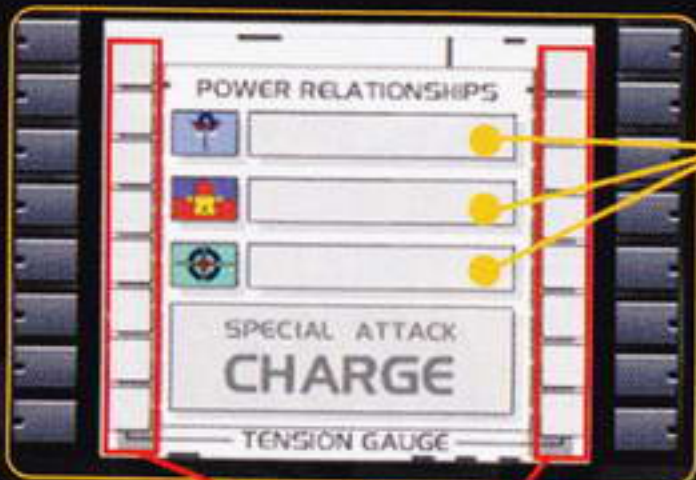 POWER RELATIONSHIPS
SPECIAL ATTACK
CHARGE
TENSION GAUGE